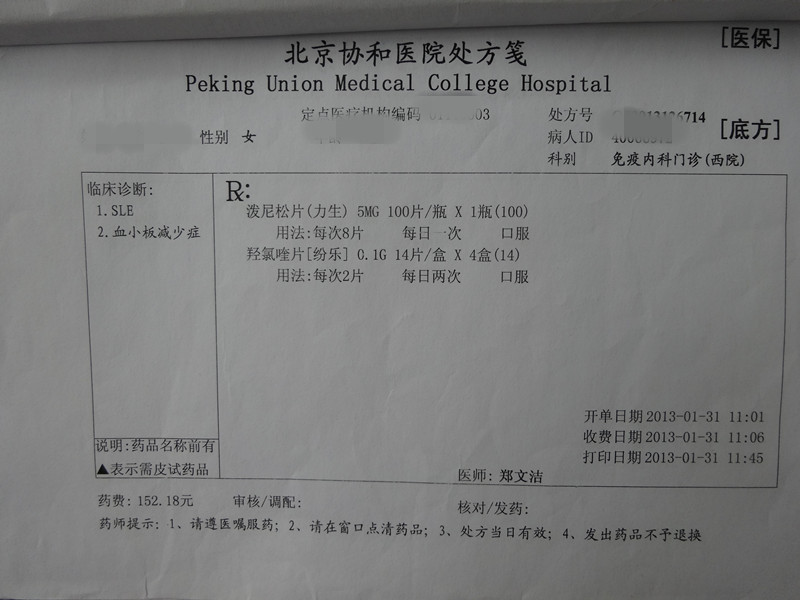 [医保]
北京协和医院处方笺
Peking Union Medical College Hospital
定点医疗机构编码 03 处方号 13126714
[底方]
性别 女 病人ID
科别 免疫内科门诊(西院)
临床诊断:
1.SLE
2.血小板减少症
R:
泼尼松片(力生) 5MG 100片/瓶 X 1瓶(100)
用法:每次8片 每日一次 口服
羟氯喹片[纷乐] 0.1G 14片/盒 X 4盒(14)
用法:每次2片 每日两次 口服
开单日期 2013-01-31 11:01
收费日期 2013-01-31 11:06
打印日期 2013-01-31 11:45
说明:药品名称前有
▲表示需皮试药品
医师: 郑文洁
药费: 152.18元 审核/调配: 核对/发药:
药师提示: 1、请遵医嘱服药; 2、请在窗口点清药品; 3、处方当日有效; 4、发出药品不予退换